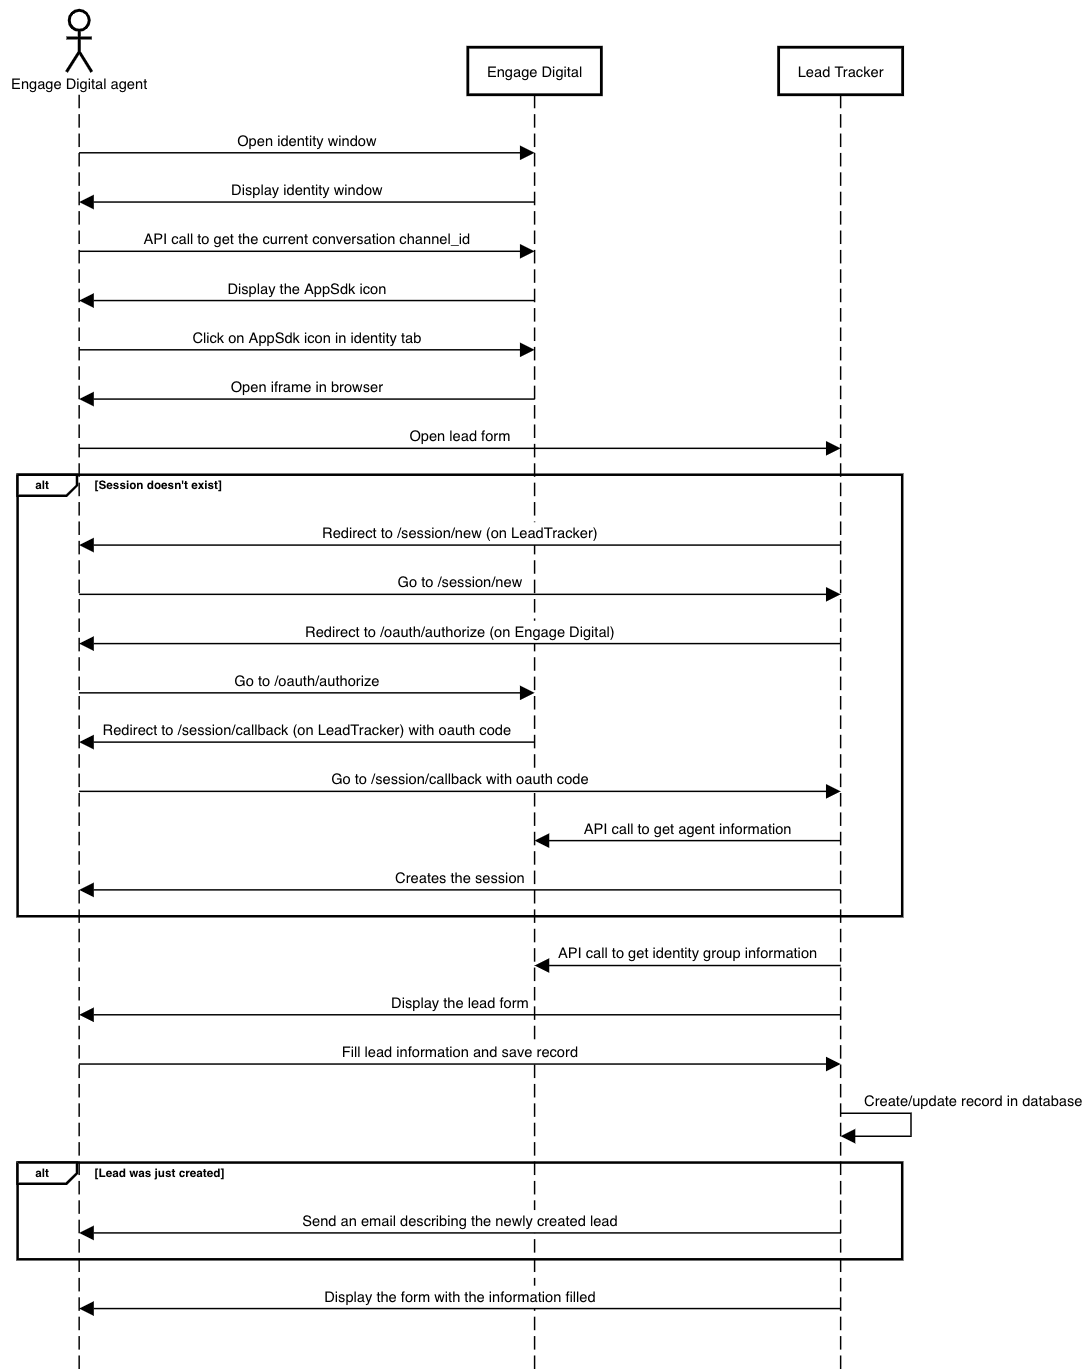 Engage Digital agent
Engage Digital
Lead Tracker
Open identity window
Display identity window
API call to get the current conversation channel_id
Display the AppSdk icon
Click on AppSdk icon in identity tab
Open iframe in browser
Open lead form
alt
[Session doesn't exist]
Redirect to /session/new (on LeadTracker)
Go to /session/new
Redirect to /oauth/authorize (on Engage Digital)
Go to /oauth/authorize
Redirect to /session/callback (on LeadTracker) with oauth code
Go to /session/callback with oauth code
API call to get agent information
Creates the session
API call to get identity group information
Display the lead form
Fill lead information and save record
Create/update record in database
alt
[Lead was just created]
Send an email describing the newly created lead
Display the form with the information filled